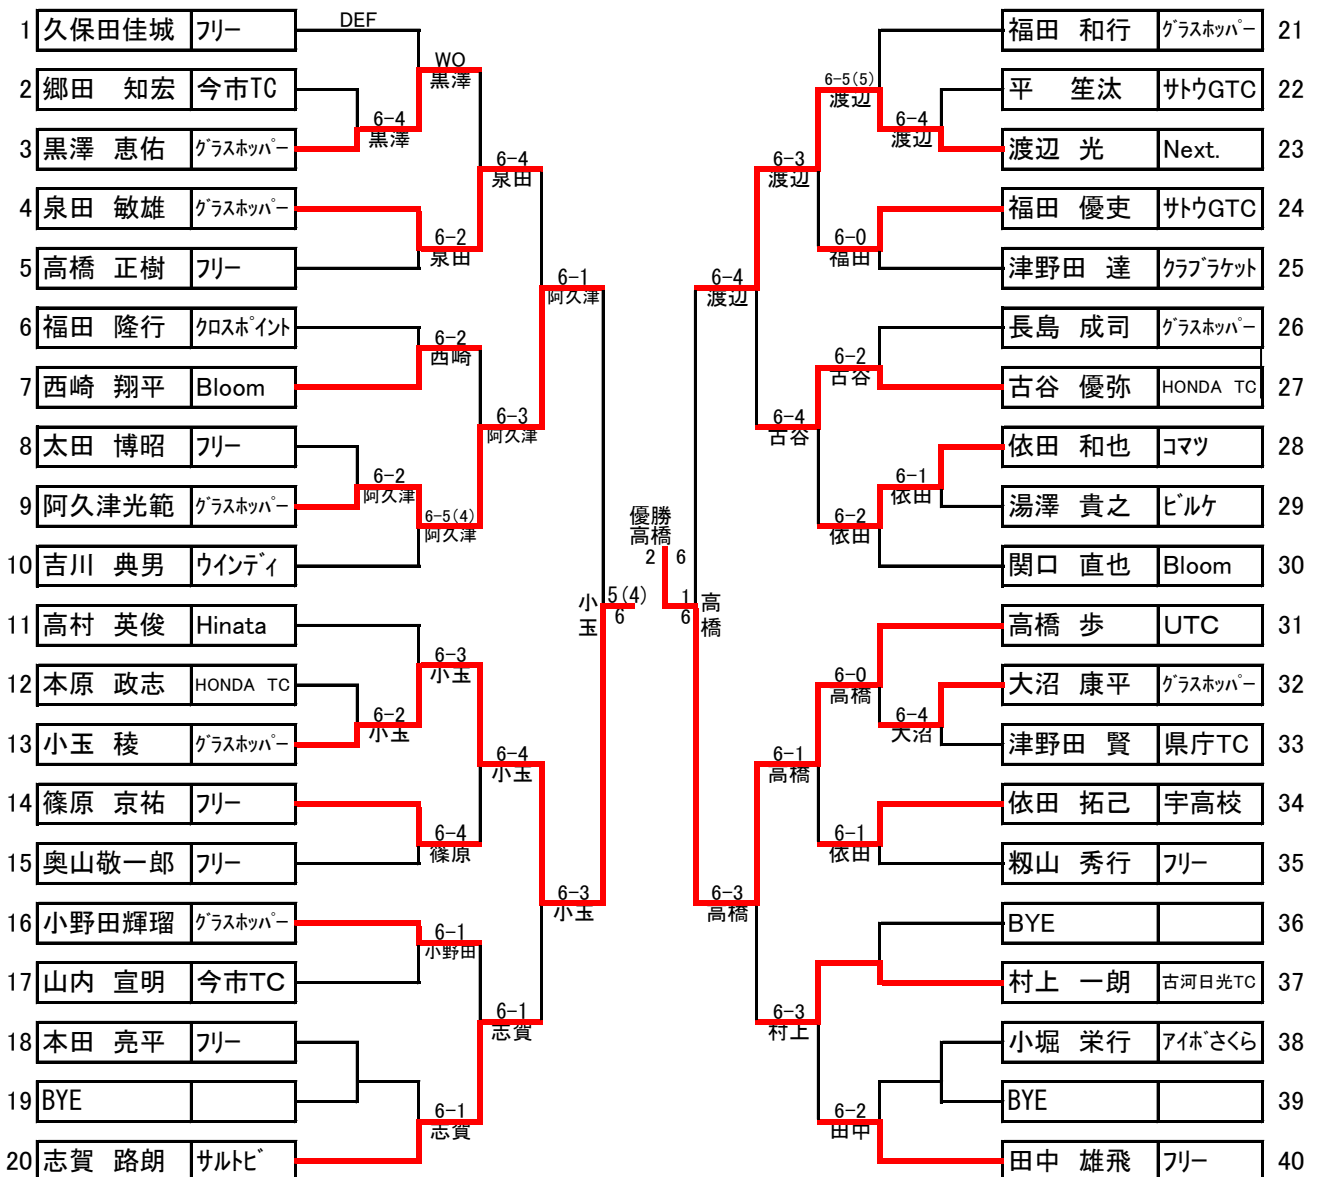 1 久保田佳城 フリー
2 郷田 知宏 今市TC
3 黒澤 恵佑 グラスホッパー
4 泉田 敏雄 グラスホッパー
5 高橋 正樹 フリー
6 福田 隆行 クロスポイント
7 西崎 翔平 Bloom
8 太田 博昭 フリー
9 阿久津光範 グラスホッパー
10 吉川 典男 ウインディ
11 高村 英俊 Hinata
12 本原 政志 HONDA TC
13 小玉 稜 グラスホッパー
14 篠原 京祐 フリー
15 奥山敬一郎 フリー
16 小野田輝瑠 グラスホッパー
17 山内 宣明 今市TC
18 本田 亮平 フリー
19 BYE
20 志賀 路朗 サルトビ
DEF
6-4
黒澤
6-2
阿久津
6-2
小玉
WO
黒澤
6-2
泉田
6-2
西崎
6-5(4)
阿久津
6-3
小玉
6-4
篠原
6-1
小野田
6-1
志賀
6-4
泉田
6-3
阿久津
6-4
小玉
6-1
志賀
6-1
阿久津
6-3
小玉
小玉
5(4)
6
優勝
高橋
2 6
1
6
高橋
6-4
渡辺
6-3
高橋
6-3
渡辺
6-4
古谷
6-1
高橋
6-3
村上
6-5(5)
渡辺
6-0
福田
6-2
古谷
6-2
依田
6-0
高橋
6-1
依田
6-2
田中
6-4
渡辺
6-1
依田
6-4
大沼
福田 和行 グラスホッパー 21
平 笙汰 サトウGTC 22
渡辺 光 Next. 23
福田 優吏 サトウGTC 24
津野田 達 クラブラケット 25
長島 成司 グラスホッパー 26
古谷 優弥 HONDA TC 27
依田 和也 コマツ 28
湯澤 貴之 ビルケ 29
関口 直也 Bloom 30
高橋 歩 UTC 31
大沼 康平 グラスホッパー 32
津野田 賢 県庁TC 33
依田 拓己 宇高校 34
籾山 秀行 フリー 35
BYE 36
村上 一朗 古河日光TC 37
小堀 栄行 アイボさくら 38
BYE 39
田中 雄飛 フリー 40